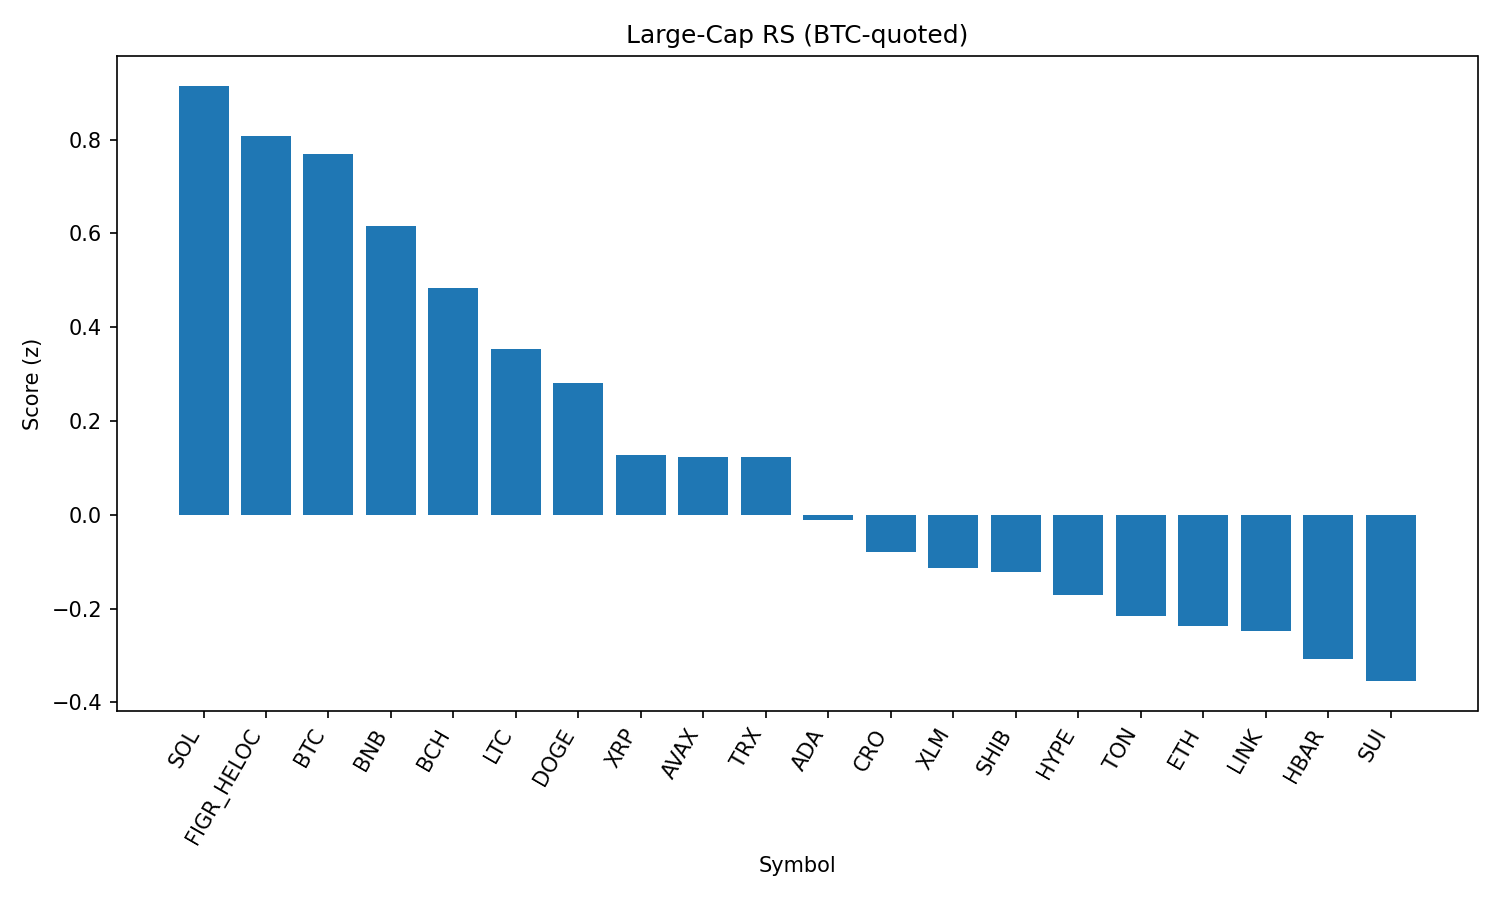 Large-Cap RS (BTC-quoted)
Score (z)
0.8
0.6
0.4
0.2
0.0
−0.2
−0.4
SOL
FIGR_HELOC
BTC
BNB
BCH
LTC
DOGE
XRP
AVAX
TRX
ADA
CRO
XLM
SHIB
HYPE
TON
ETH
LINK
HBAR
SUI
Symbol